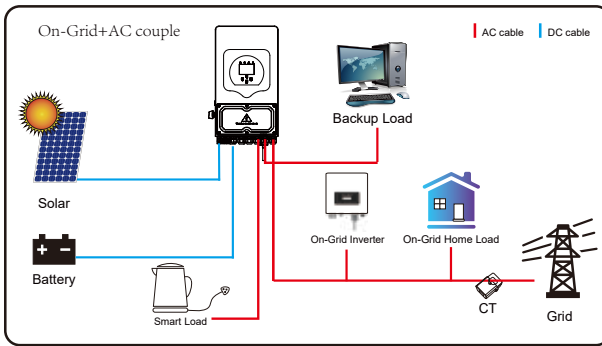 On-Grid+AC couple
AC cable
DC cable
Backup Load
Solar
On-Grid Inverter
On-Grid Home Load
Battery
Smart Load
CT
Grid